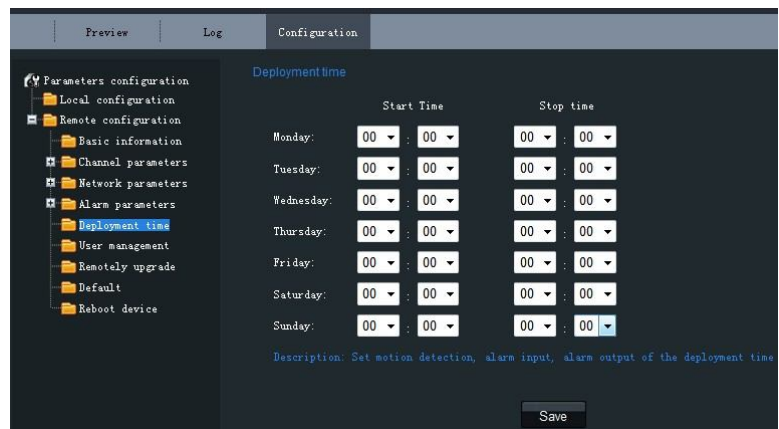 Preview Log Configuration
Parameters configuration
Local configuration
Remote configuration
Basic information
Channel parameters
Network parameters
Alarm parameters
Deployment time
User management
Remotely upgrade
Default
Reboot device
Deployment time
Start Time Stop time
Monday: 00 : 00 00 : 00
Tuesday: 00 : 00 00 : 00
Wednesday: 00 : 00 00 : 00
Thursday: 00 : 00 00 : 00
Friday: 00 : 00 00 : 00
Saturday: 00 : 00 00 : 00
Sunday: 00 : 00 00 : 00
Description: Set motion detection, alarm input, alarm output of the deployment time
Save